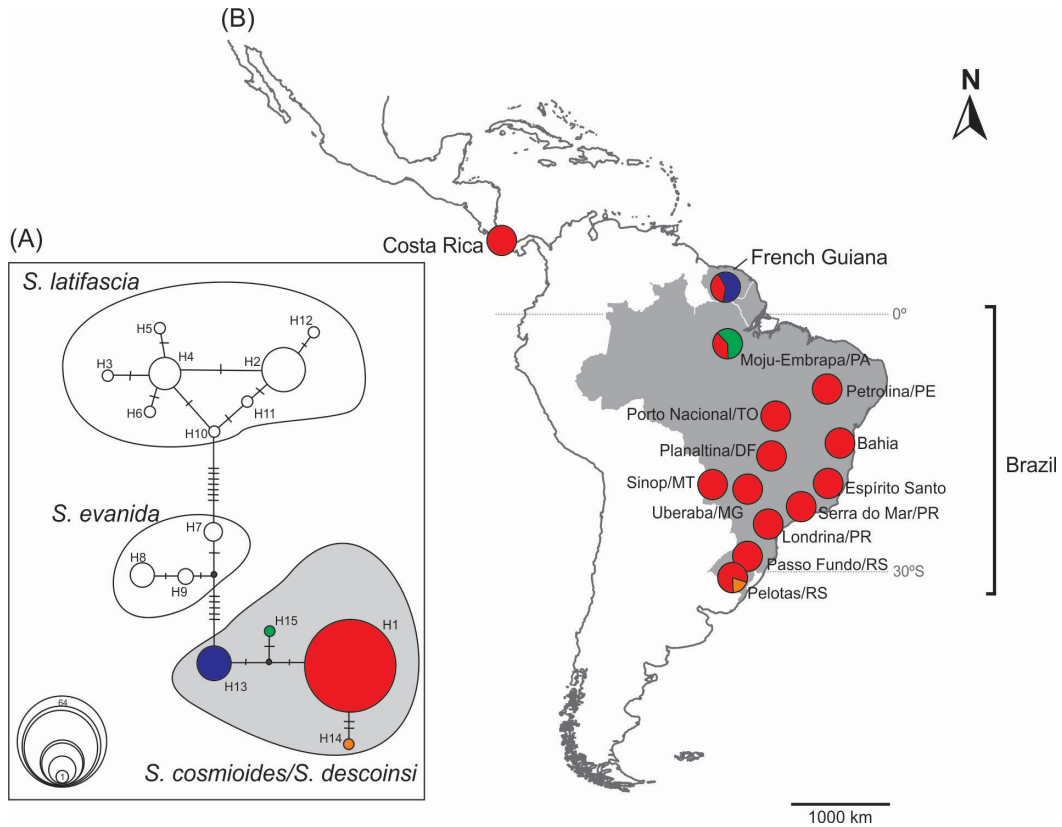 (B)
N
Costa Rica
French Guiana
0º
Moju-Embrapa/PA
Petrolina/PE
Porto Nacional/TO
Bahia
Planaltina/DF
Brazil
Sinop/MT
Espírito Santo
Uberaba/MG
Serra do Mar/PR
Londrina/PR
Passo Fundo/RS
30ºS
Pelotas/RS
1000 km
(A)
S. latifascia
H12
H5
H4
H2
H3
H11
H6
H10
S. evanida
H7
H8
H9
H15
H1
H13
H14
64
1
S. cosmioides/S. descoinsi